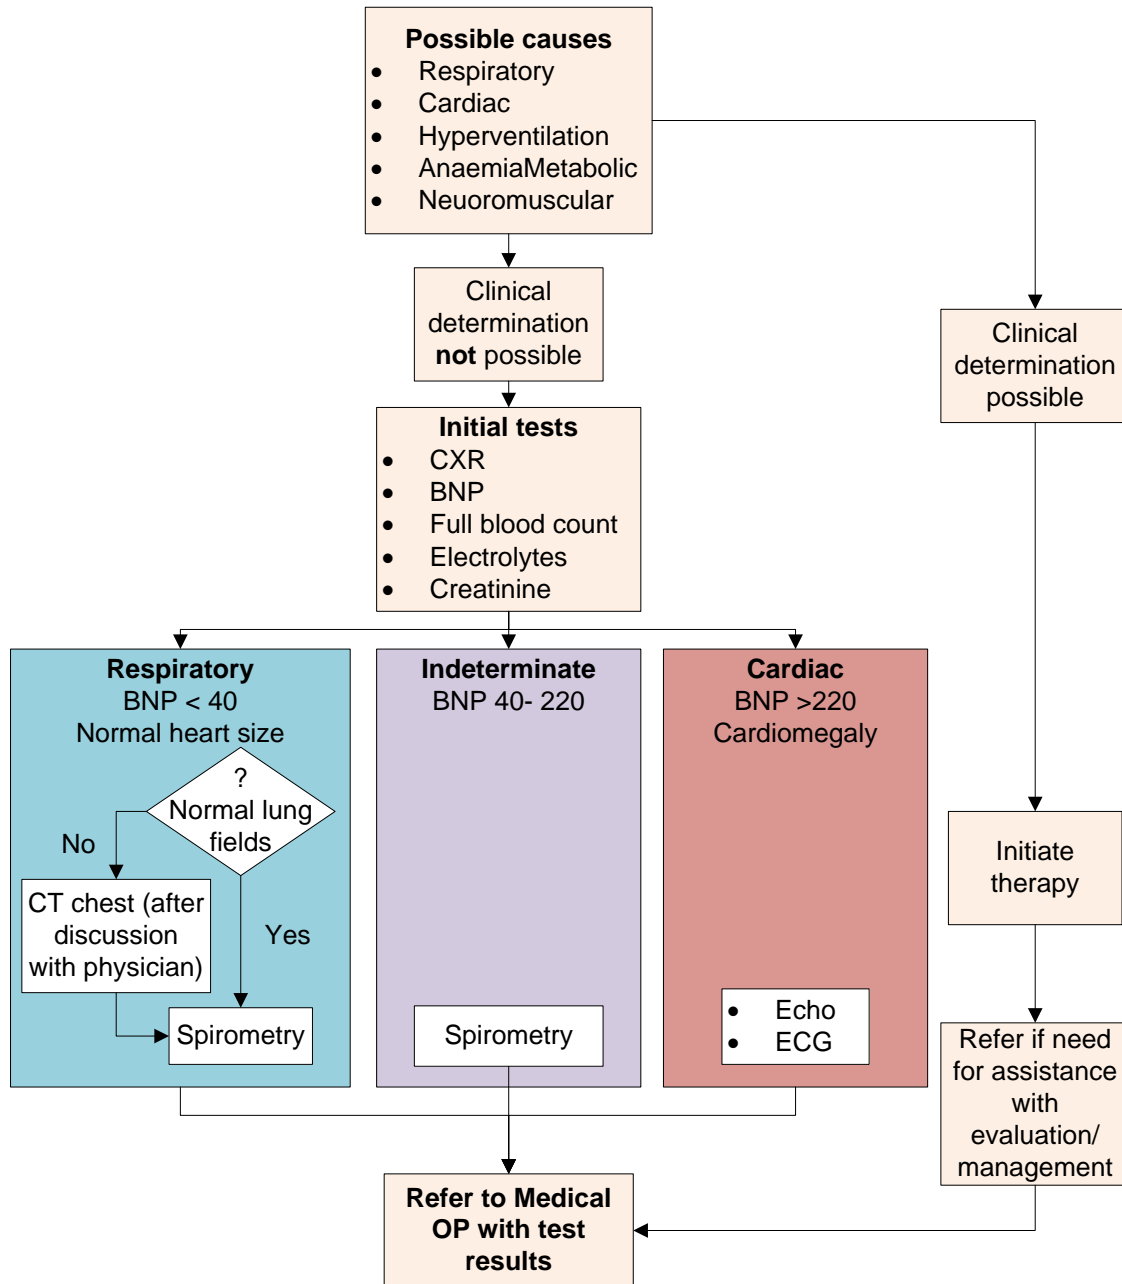 Possible causes
• Respiratory
• Cardiac
• Hyperventilation
• AnaemiaMetabolic
• Neuoromuscular
Clinical
determination
not possible
Clinical
determination
possible
Initial tests
• CXR
• BNP
• Full blood count
• Electrolytes
• Creatinine
Respiratory
BNP < 40
Normal heart size
?
Normal lung
fields
No
Yes
CT chest (after
discussion
with physician)
Spirometry
Indeterminate
BNP 40- 220
Spirometry
Cardiac
BNP >220
Cardiomegaly
• Echo
• ECG
Initiate
therapy
Refer if need
for assistance
with
evaluation/
management
Refer to Medical
OP with test
results